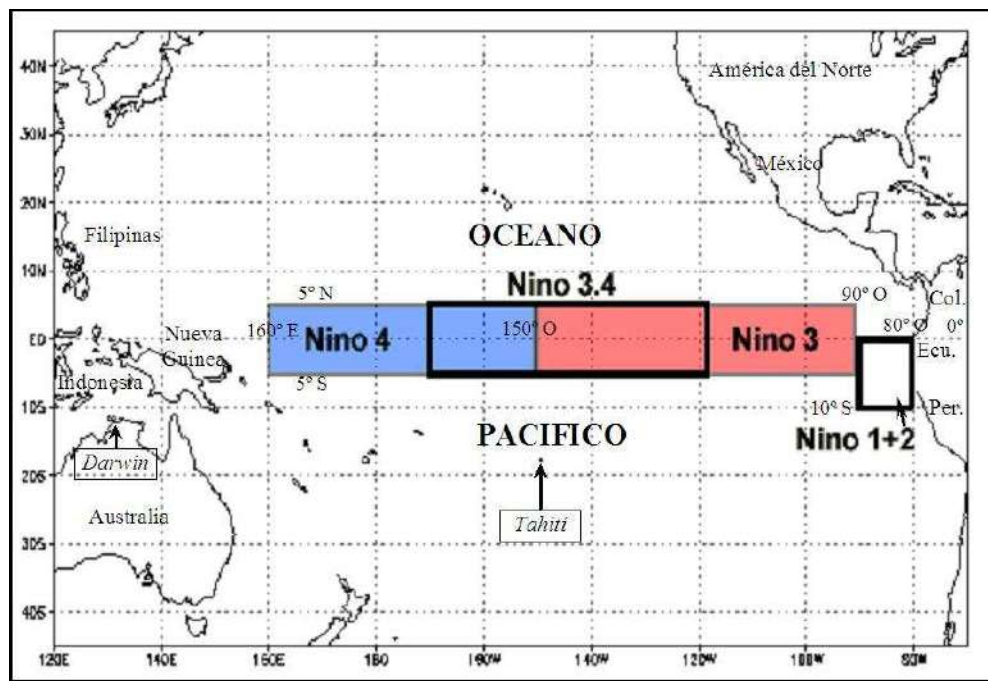 40N
América del Norte
30N
México
20N
Filipinas
OCEANO
10N
Nino 3.4
5° N
90° O
Col.
160° E
Nueva
Guinea
150° O
80° O
0°
EQ
Nino 4
Nino 3
Ecu.
Indonesia
5° S
10S
10° S
Per.
PACIFICO
Nino 1+2
Darwin
20S
Australia
Tahití
30S
40S
120E
140E
160E
180
160W
140W
120W
100W
80W